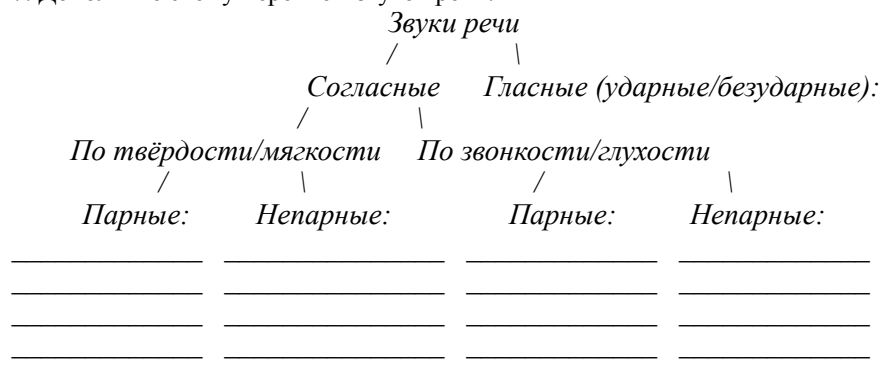 Звуки речи
/ \
Согласные Гласные (ударные/безударные):
/ \
По твёрдости/мягкости По звонкости/глухости
/ \ / \
Парные: Непарные: Парные: Непарные: